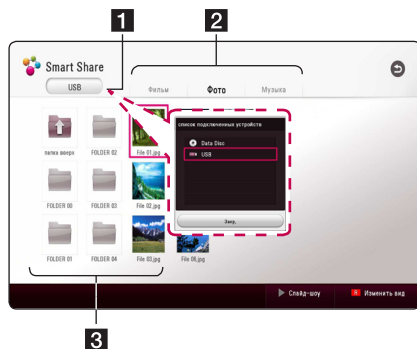 1
2
Smart Share
USB
Фильм
Фото
Музыка
список подключенных устройств
Data Disc
USB
Закр.
папка вверх
FOLDER 02
File 01.jpg
FOLDER 00
FOLDER 03
File 02.jpg
FOLDER 01
FOLDER 04
File 03.jpg
File 08.jpg
Слайд-шоу
Изменить вид
3